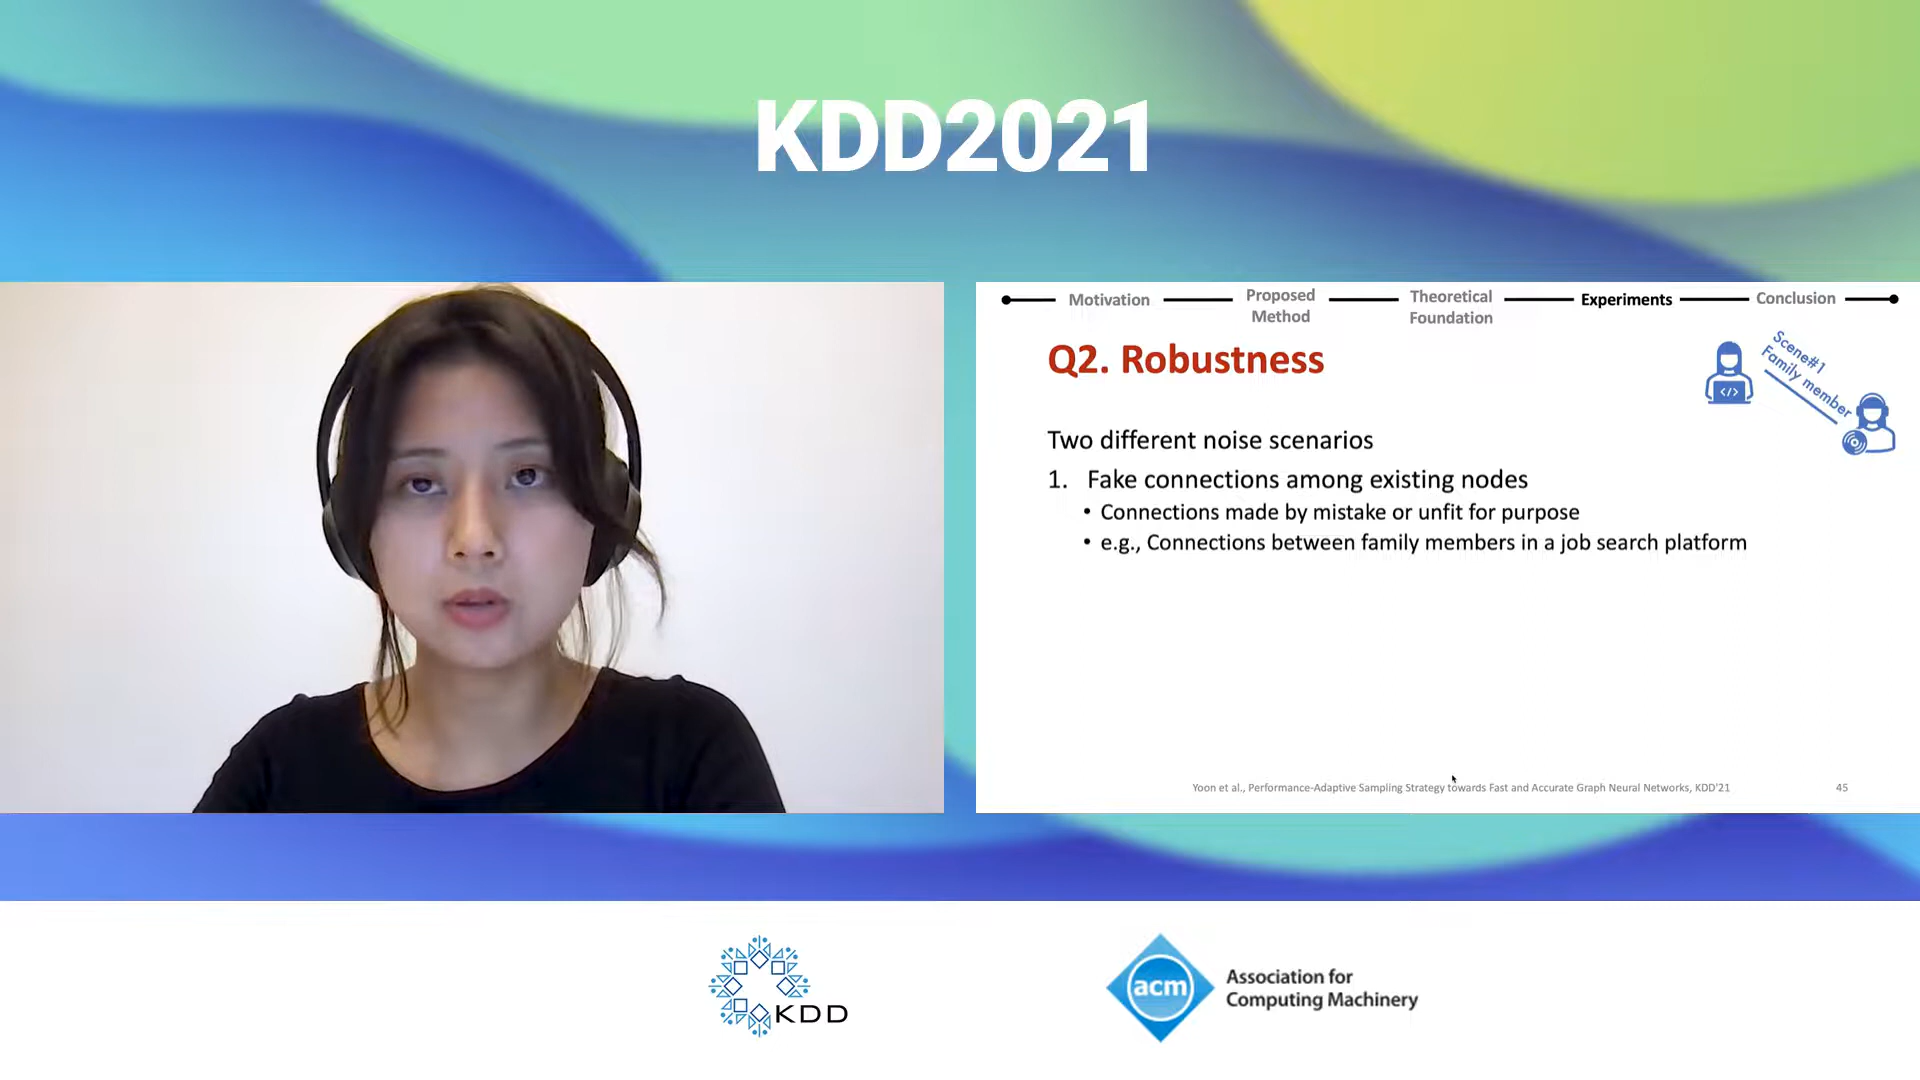 KDD2021
Motivation
Proposed
Method
Theoretical
Foundation
Experiments
Conclusion
Q2. Robustness
Scene#1
Family member
</>
Two different noise scenarios
1. Fake connections among existing nodes
• Connections made by mistake or unfit for purpose
• e.g., Connections between family members in a job search platform
Yoon et al., Performance-Adaptive Sampling Strategy towards Fast and Accurate Graph Neural Networks, KDD'21
45
KDD
acm
Association for
Computing Machinery